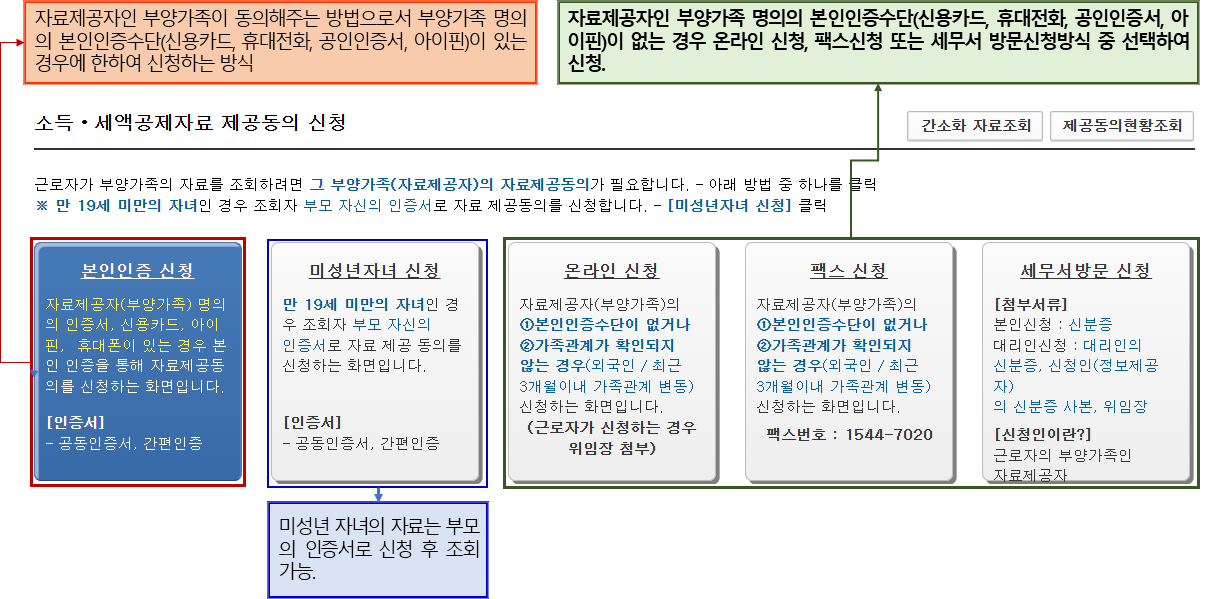 자료제공자인 부양가족이 동의해주는 방법으로서 부양가족 명의
의 본인인증수단(신용카드, 휴대전화, 공인인증서, 아이핀)이 있는
경우에 한하여 신청하는 방식
자료제공자인 부양가족 명의의 본인인증수단(신용카드, 휴대전화, 공인인증서, 아
이핀)이 없는 경우 온라인 신청, 팩스신청 또는 세무서 방문신청방식 중 선택하여
신청.
소득·세액공제자료 제공동의 신청
간소화 자료조회
제공동의현황조회
근로자가 부양가족의 자료를 조회하려면 그 부양가족(자료제공자)의 자료제공동의가 필요합니다. - 아래 방법 중 하나를 클릭
※ 만 19세 미만의 자녀인 경우 조회자 부모 자신의 인증서로 자료 제공동의를 신청합니다. - [미성년자녀 신청] 클릭
본인인증 신청
자료제공자(부양가족) 명의
의 인증서, 신용카드, 아이
핀, 휴대폰이 있는 경우 본
인 인증을 통해 자료제공동
의를 신청하는 화면입니다.
[인증서]
- 공동인증서, 간편인증
미성년자녀 신청
만 19세 미만의 자녀인 경
우 조회자 부모 자신의
인증서로 자료 제공 동의를
신청하는 화면입니다.
[인증서]
- 공동인증서, 간편인증
온라인 신청
자료제공자(부양가족)의
①본인인증수단이 없거나
②가족관계가 확인되지
않는 경우(외국인 / 최근
3개월이내 가족관계 변동)
신청하는 화면입니다.
(근로자가 신청하는 경우
위임장 첨부)
팩스 신청
자료제공자(부양가족)의
①본인인증수단이 없거나
②가족관계가 확인되지
않는 경우(외국인 / 최근
3개월이내 가족관계 변동)
신청하는 화면입니다.
팩스번호 : 1544-7020
세무서방문 신청
[첨부서류]
본인신청 : 신분증
대리인신청 : 대리인의
신분증, 신청인(정보제공
자)
의 신분증 사본, 위임장
[신청인이란?]
근로자의 부양가족인
자료제공자
미성년 자녀의 자료는 부모
의 인증서로 신청 후 조회
가능.